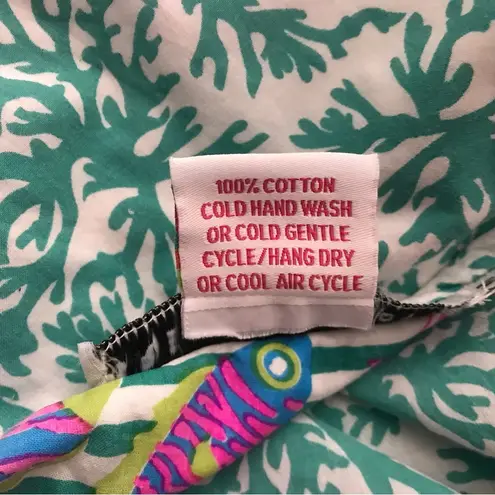 100% COTTON
COLD HAND WASH
OR COLD GENTLE
CYCLE/HANG DRY
OR COOL AIR CYCLE